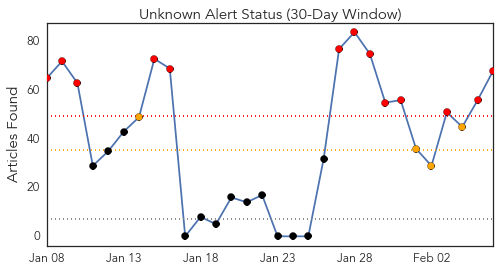 Unknown Alert Status (30-Day Window)
Articles Found
80
60
40
20
0
Jan 08
Jan 13
Jan 18
Jan 23
Jan 28
Feb 02